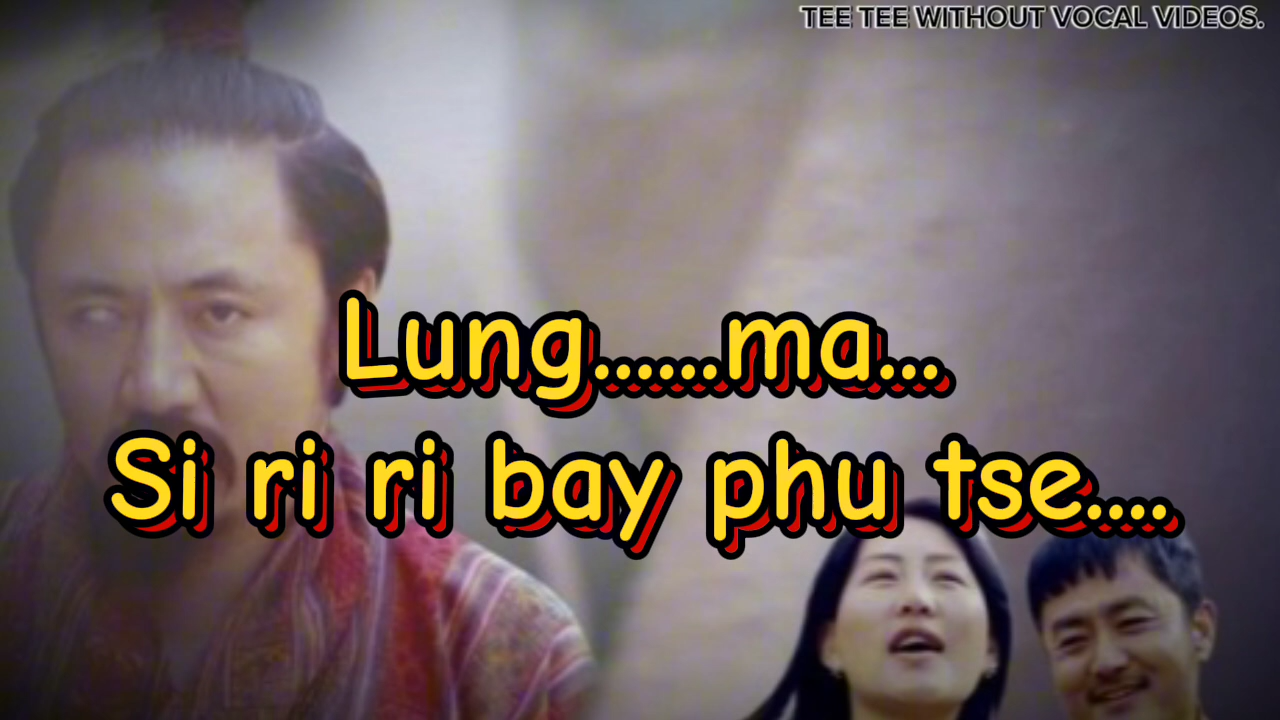 TEE TEE WITHOUT VOCAL VIDEOS.
Lung......ma...
Si ri ri bay phu tse....